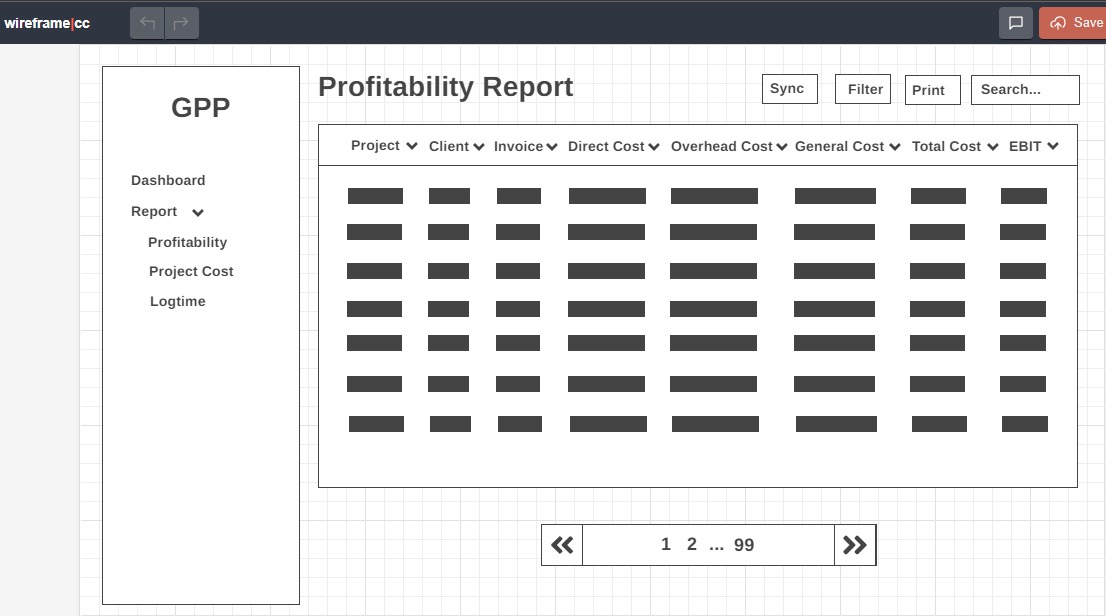 wireframe|cc
Save
GPP
Dashboard
Report
Profitability
Project Cost
Logtime
Profitability Report
Sync
Filter
Print
Search...
Project Client Invoice Direct Cost Overhead Cost General Cost Total Cost EBIT
1 2 ... 99